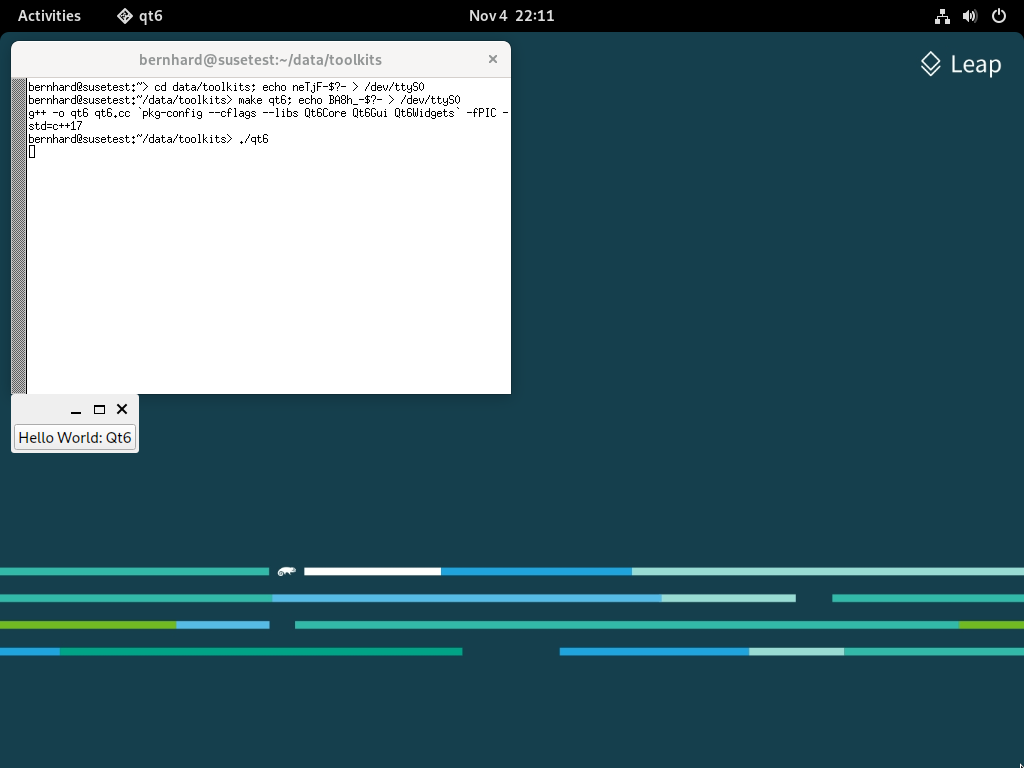 Activities qt6 Nov 4 22:11
Leap
bernhard@susetest:~/data/toolkits
bernhard@susetest:~> cd data/toolkits; echo neTjF-$?- > /dev/ttyS0
bernhard@susetest:~/data/toolkits> make qt6; echo BA8h_-$?- > /dev/ttyS0
g++ -o qt6 qt6.cc `pkg-config --cflags --libs Qt6Core Qt6Gui Qt6Widgets` -fPIC -
std=c++17
bernhard@susetest:~/data/toolkits> ./qt6
Hello World: Qt6